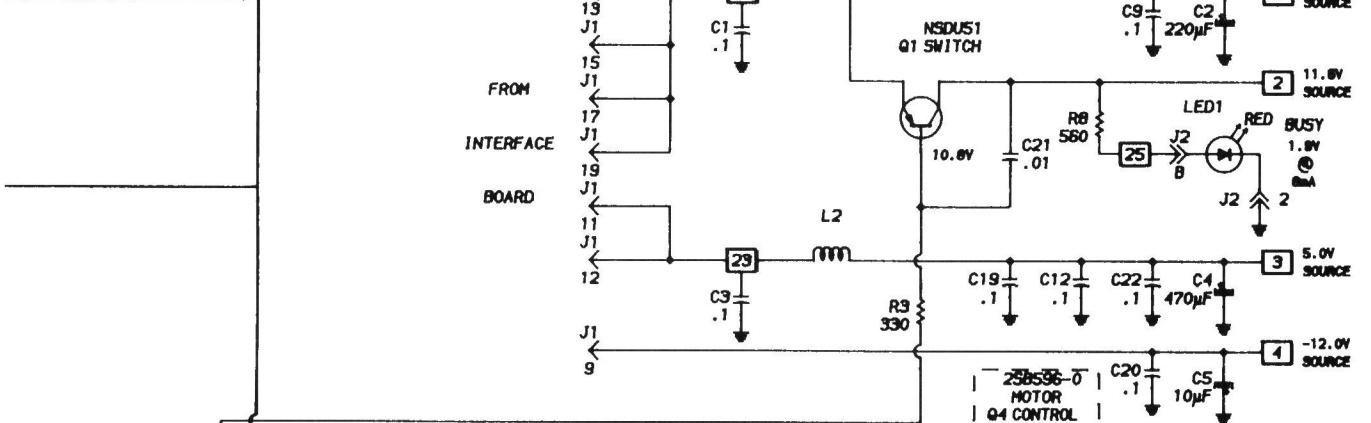 13
J1
15
J1
17
J1
19
J1
11
J1
12
FROM
INTERFACE
BOARD
C1
.1
NSDU51
Q1 SWITCH
10.8V
C9
.1
C2
220µF
SOURCE
2
11.8V
SOURCE
R8
560
C21
.01
LED1
RED
BUSY
1.9V
@
8mA
25
J2
8
J2
2
L2
23
C3
.1
R3
330
C19
.1
C12
.1
C22
.1
C4
470µF
3
5.0V
SOURCE
J1
9
C20
.1
C5
10µF
4
-12.0V
SOURCE
2SB596-O
MOTOR
Q4 CONTROL